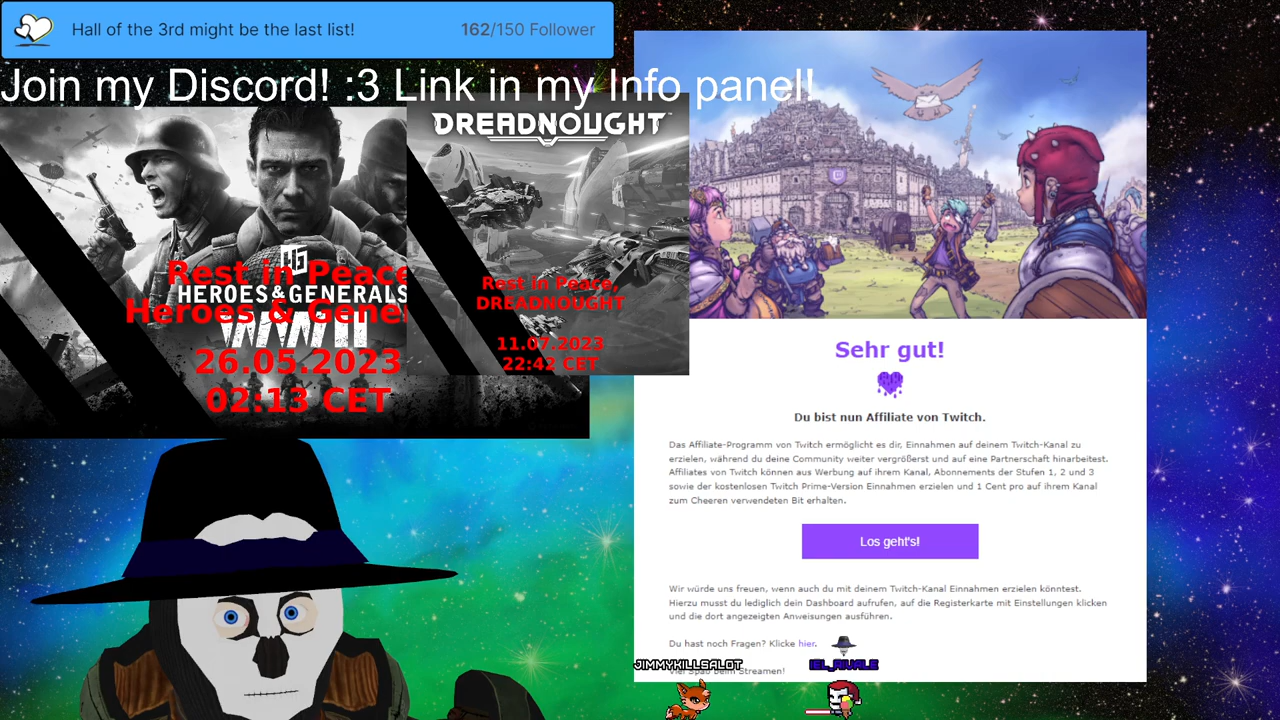 Hall of the 3rd might be the last list!
162/150 Follower
Join my Discord! :3 Link in my Info panel!
HEROES & GENERALS
WWII
Rest in Peace
Heroes & Gener
26.05.2023
02:13 CET
DREADNOUGHT
Rest in Peace,
DREADNOUGHT
11.07.2023
22:42 CET
Sehr gut!
Du bist nun Affiliate von Twitch.
Das Affiliate-Programm von Twitch ermöglicht es dir, Einnahmen auf deinem Twitch-Kanal zu
erzielen, während du deine Community weiter vergrößerst und auf eine Partnerschaft hinarbeitest.
Affiliates von Twitch können aus Werbung auf ihrem Kanal, Abonnements der Stufen 1, 2 und 3
sowie der kostenlosen Twitch Prime-Version Einnahmen erzielen und 1 Cent pro auf ihrem Kanal
zum Cheeren verwendeten Bit erhalten.
Los geht's!
Wir würde uns freuen, wenn auch du mit deinem Twitch-Kanal Einnahmen erzielen könntest.
Hierzu musst du lediglich dein Dashboard aufrufen, auf die Registerkarte mit Einstellungen klicken
und die dort angezeigten Anweisungen ausführen.
Du hast noch Fragen? Klicke hier.
Viel Spaß beim Streamen!
JIMMYKILLSALOT
IEL_RIVALE